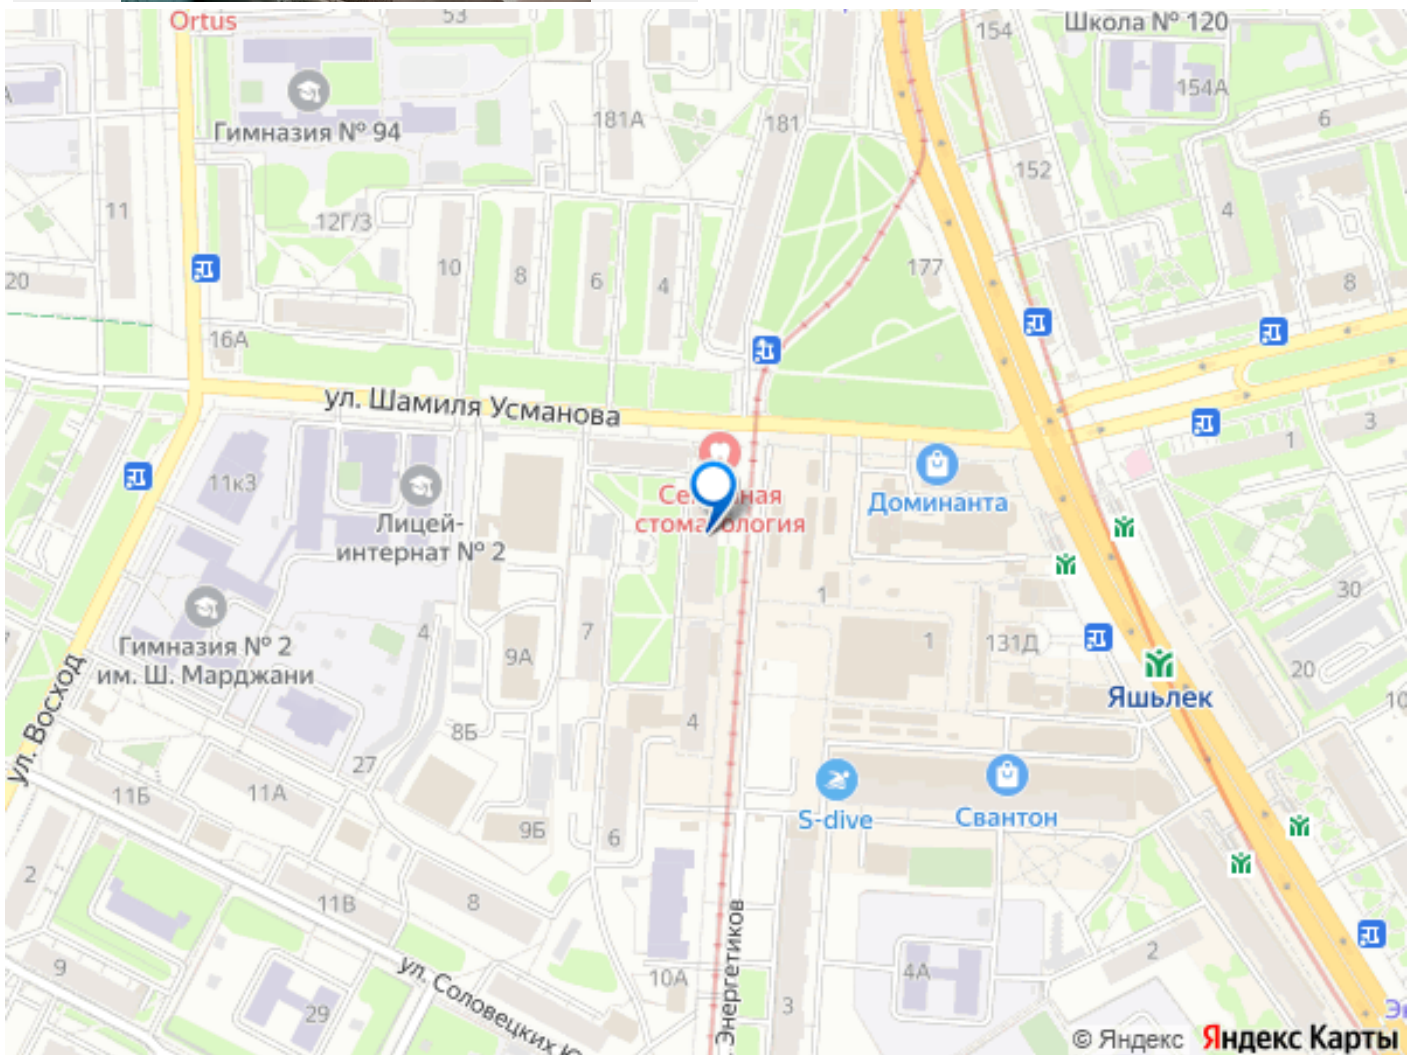 Ortus
53
154
Школа № 120
154А
Гимназия № 94
181А
181
6
152
11
12Г/3
4
10
8
6
4
177
20
8
16А
ул. Шамиля Усманова
3
1
11к3
Доминанта
стоматология
Лицей-
интернат № 2
30
1
Гимназия № 2
им. Ш. Марджани
4
7
9А
1
131Д
20
Яшьлек
10
ул. Восход
8Б
4
27
11Б
11А
S-dive
Свантон
9Б
6
2
11В
8
ул. Соловецких Ю
Энергетиков
2
9
10А
4А
29
3
© Яндекс
Яндекс Карты